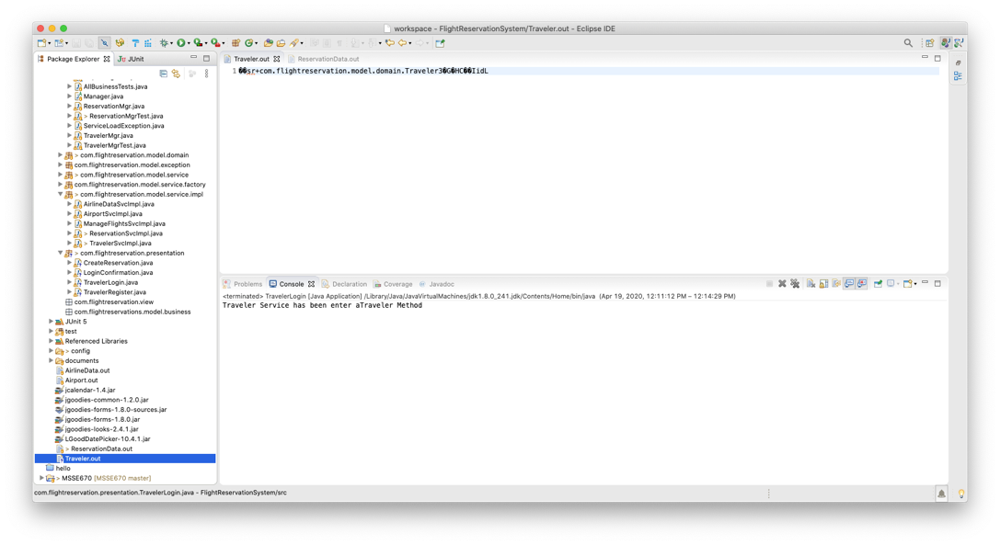 workspace - FlightReservationSystem/Traveler.out - Eclipse IDE
Package Explorer
JUnit
AllBusinessTests.java
Manager.java
ReservationMgr.java
> ReservationMgrTest.java
ServiceLoadException.java
TravelerMgr.java
TravelerMgrTest.java
> com.flightreservation.model.domain
com.flightreservation.model.exception
> com.flightreservation.model.service
com.flightreservation.model.service.factory
> com.flightreservation.model.service.impl
AirlineDataSvcImpl.java
AirportSvcImpl.java
ManageFlightsSvcImpl.java
> ReservationSvcImpl.java
> TravelerSvcImpl.java
> com.flightreservation.presentation
CreateReservation.java
LoginConfirmation.java
TravelerLogin.java
TravelerRegister.java
com.flightreservation.view
com.flightreservations.model.business
JUnit 5
test
Referenced Libraries
> config
documents
AirlineData.out
Airport.out
jcalendar-1.4.jar
jgoodies-common-1.2.0.jar
jgoodies-forms-1.8.0-sources.jar
jgoodies-forms-1.8.0.jar
jgoodies-looks-2.4.1.jar
LGoodDatePicker-10.4.1.jar
> ReservationData.out
Traveler.out
hello
> MSSE670 [MSSE670 master]
Traveler.out
ReservationData.out
1 ��sr+com.flightreservation.model.domain.Traveler3�G�HC��IidL
Problems
Console
Declaration
Coverage
Javadoc
<terminated> TravelerLogin [Java Application] /Library/Java/JavaVirtualMachines/jdk1.8.0_241.jdk/Contents/Home/bin/java (Apr 19, 2020, 12:11:12 PM – 12:14:29 PM)
Traveler Service has been enter aTraveler Method
com.flightreservation.presentation.TravelerLogin.java - FlightReservationSystem/src